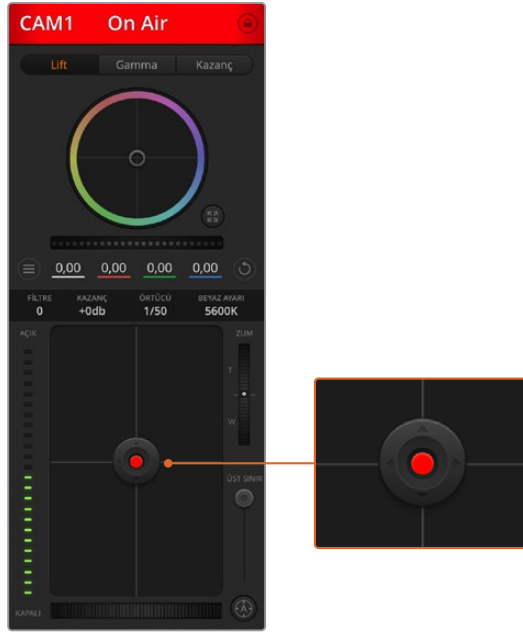 CAM1 On Air
Lift Gamma Kazanç
0,00 0,00 0,00 0,00
FİLTRE KAZANÇ ÖRTÜCÜ BEYAZ AYARI
0 +0db 1/50 5600K
AÇIK ZUM
T
W
ÜST SINIR
KAPALI A